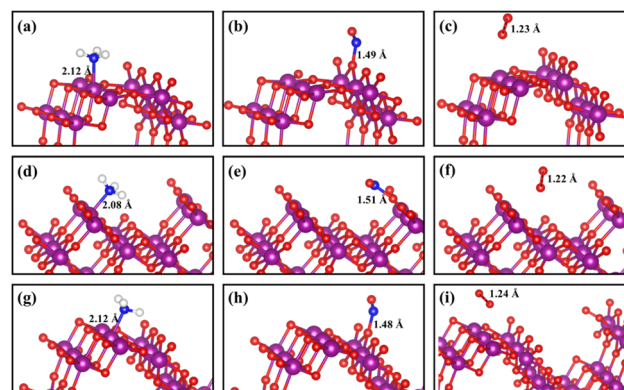 (a)
2.12 Å
(b)
1.49 Å
(c)
1.23 Å
(d)
2.08 Å
(e)
1.51 Å
(f)
1.22 Å
(g)
2.12 Å
(h)
1.48 Å
(i)
1.24 Å